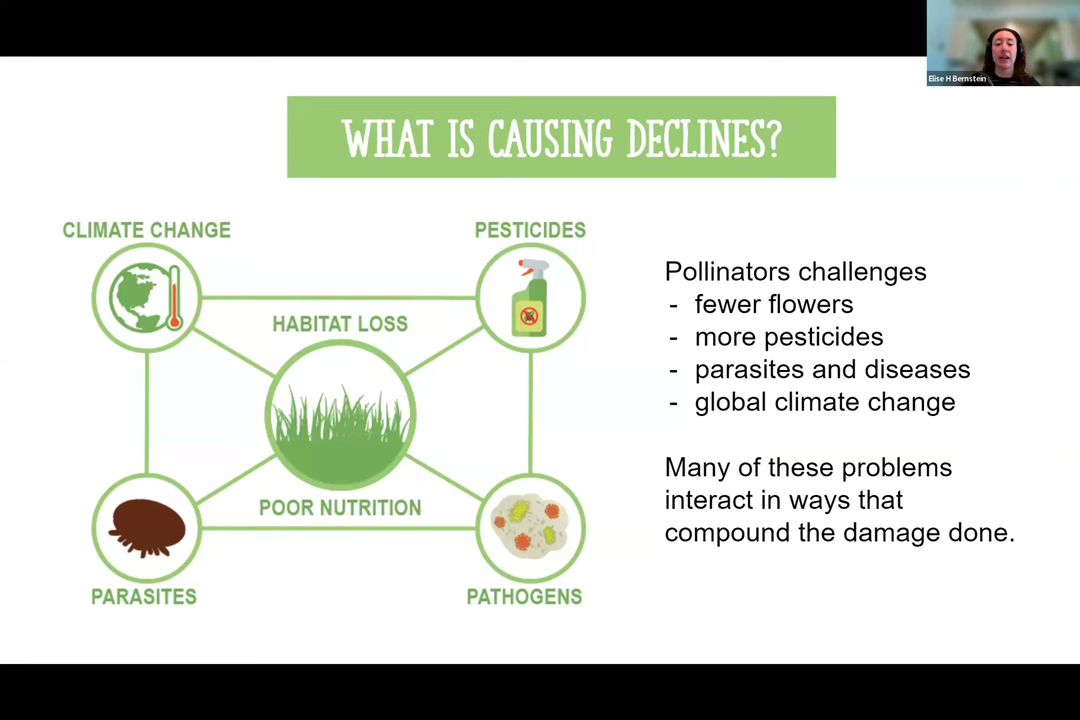 Elise H Bernstein
WHAT IS CAUSING DECLINES?
CLIMATE CHANGE
PESTICIDES
HABITAT LOSS
POOR NUTRITION
PARASITES
PATHOGENS
Pollinators challenges
- fewer flowers
- more pesticides
- parasites and diseases
- global climate change
Many of these problems
interact in ways that
compound the damage done.